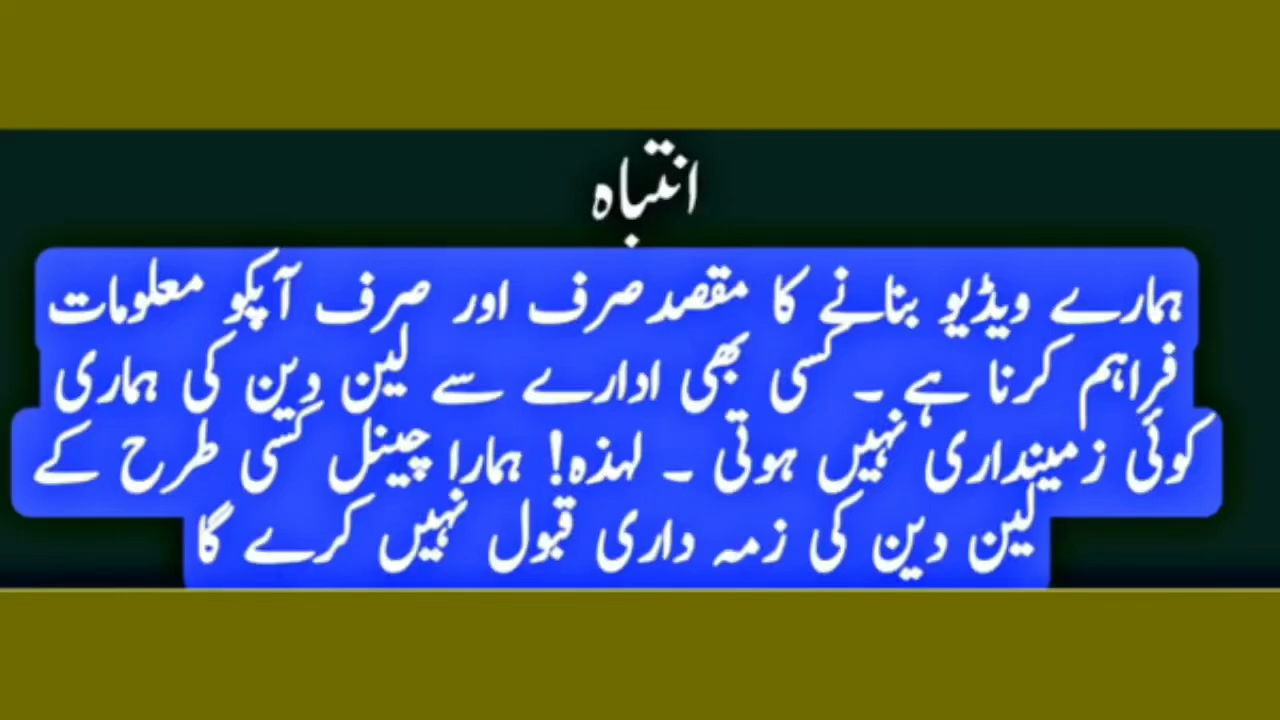 انتباہ
ہمارے ویڈیو بنانے کا مقصد صرف اور صرف آپکو معلومات
فراہم کرنا ہے ۔ کسی بھی ادارے سے لین دین کی ہماری
کوئی زمینداری نہیں ہوتی ۔ لہذہ! ہمارا چینل کسی طرح کے
لین دین کی زمہ داری قبول نہیں کرے گا